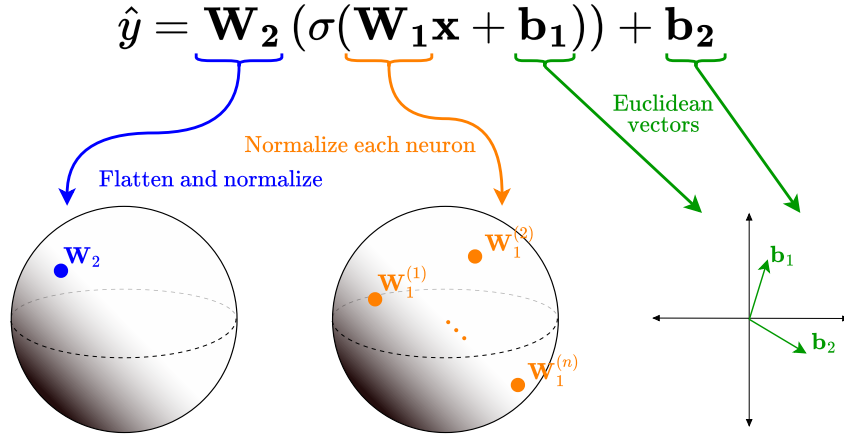 ŷ = W₂ (σ(W₁x + b₁)) + b₂
Euclidean
vectors
Normalize each neuron
Flatten and normalize
W₂
W₁⁽²⁾
W₁⁽¹⁾
W₁⁽ⁿ⁾
b₁
b₂